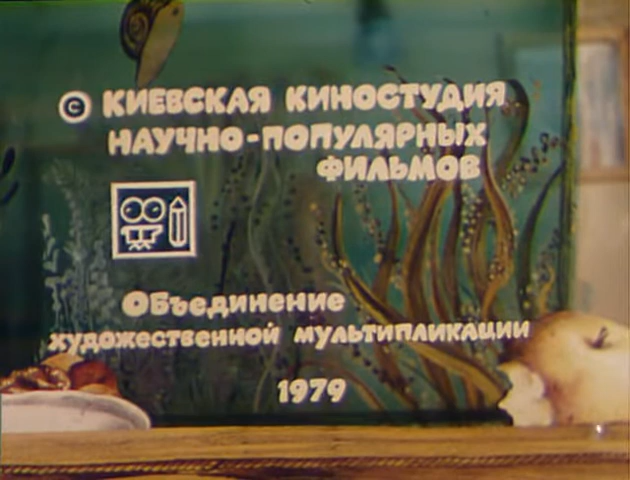 © КИЕВСКАЯ КИНОСТУДИЯ
НАУЧНО-ПОПУЛЯРНЫХ
ФИЛЬМОВ
Объединение
художественной мультипликации
1979